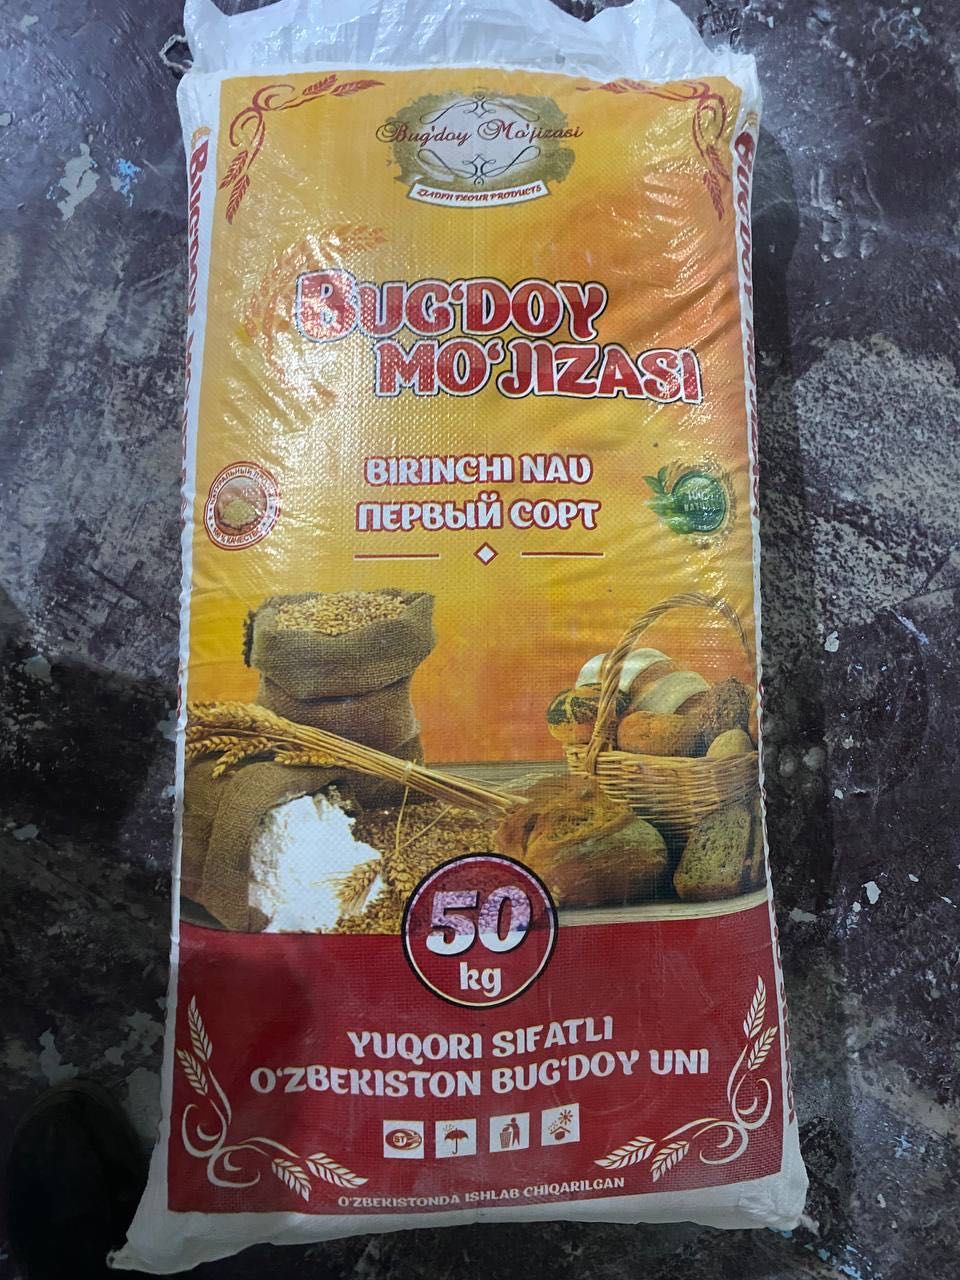 Bug'doy Mo'jizasi
FLOUR PRODUCTS
BUG‘DOY
MO‘JIZASI
BIRINCHI NAV
ПЕРВЫЙ СОРТ
50
kg
YUQORI SIFATLI
O‘ZBEKISTON BUG‘DOY UNI
O‘ZBEKISTONDA ISHLAB CHIQARILGAN